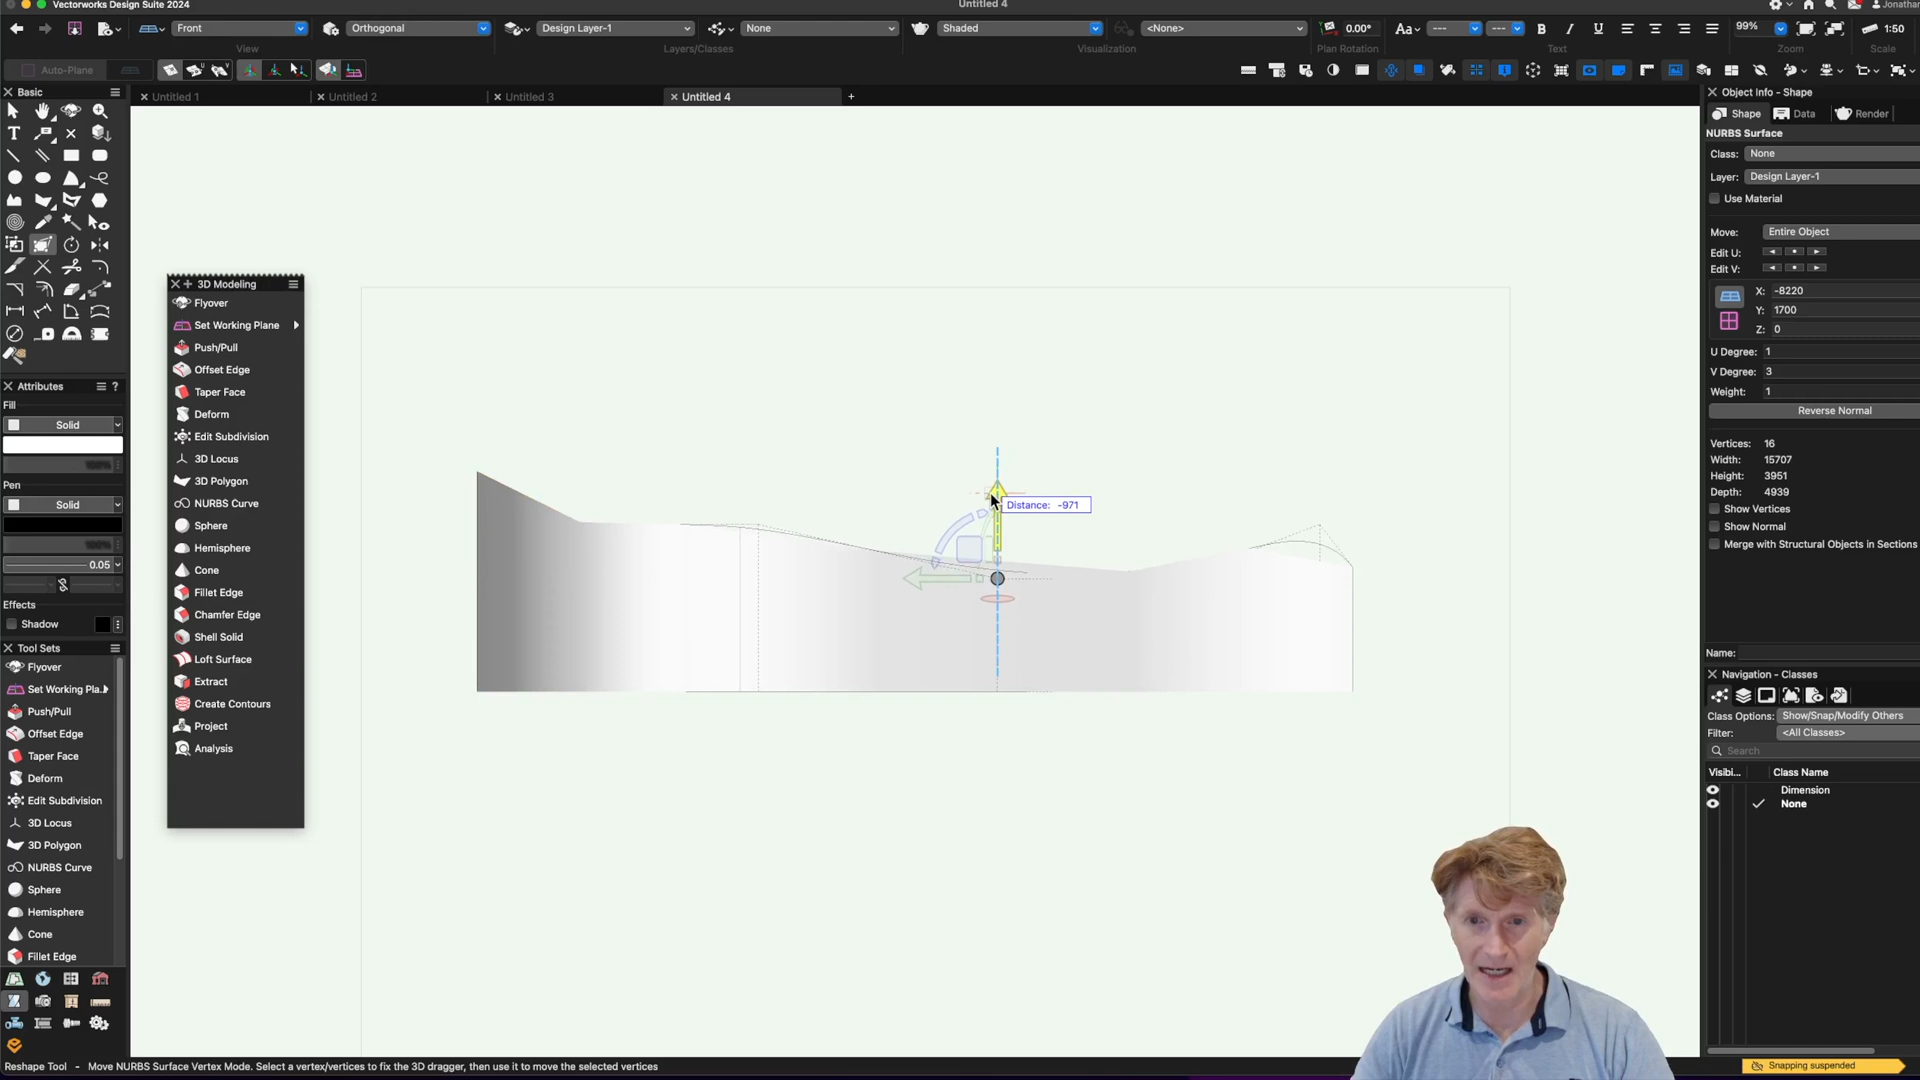 Vectorworks Design Suite 2024
Untitled 4
Front
Orthogonal
Design Layer-1
None
Shaded
<None>
0.00°
Aa
---
---
B
I
U
99%
1:50
View
Layers/Classes
Visualization
Plan Rotation
Text
Zoom
Scale
Auto-Plane
Basic
Untitled 1
Untitled 2
Untitled 3
Untitled 4
+
3D Modeling
Flyover
Set Working Plane
Push/Pull
Offset Edge
Taper Face
Deform
Edit Subdivision
3D Locus
3D Polygon
NURBS Curve
Sphere
Hemisphere
Cone
Fillet Edge
Chamfer Edge
Shell Solid
Loft Surface
Extract
Create Contours
Project
Analysis
Attributes
?
Fill
Solid
Pen
Solid
0.05
Effects
Shadow
Tool Sets
Flyover
Set Working Pla..
Push/Pull
Offset Edge
Taper Face
Deform
Edit Subdivision
3D Locus
3D Polygon
NURBS Curve
Sphere
Hemisphere
Cone
Fillet Edge
Distance: -971
Object Info - Shape
Shape
Data
Render
NURBS Surface
Class: None
Layer: Design Layer-1
Use Material
Move: Entire Object
Edit U:
Edit V:
X: -8220
Y: 1700
Z: 0
U Degree: 1
V Degree: 3
Weight: 1
Reverse Normal
Vertices: 16
Width: 15707
Height: 3951
Depth: 4939
Show Vertices
Show Normal
Merge with Structural Objects in Sections
Name:
Navigation - Classes
Class Options: Show/Snap/Modify Others
Filter: <All Classes>
Search
Visibi... Class Name
Dimension
None
Reshape Tool - Move NURBS Surface Vertex Mode. Select a vertex/vertices to fix the 3D dragger, then use it to move the selected vertices
Snapping suspended